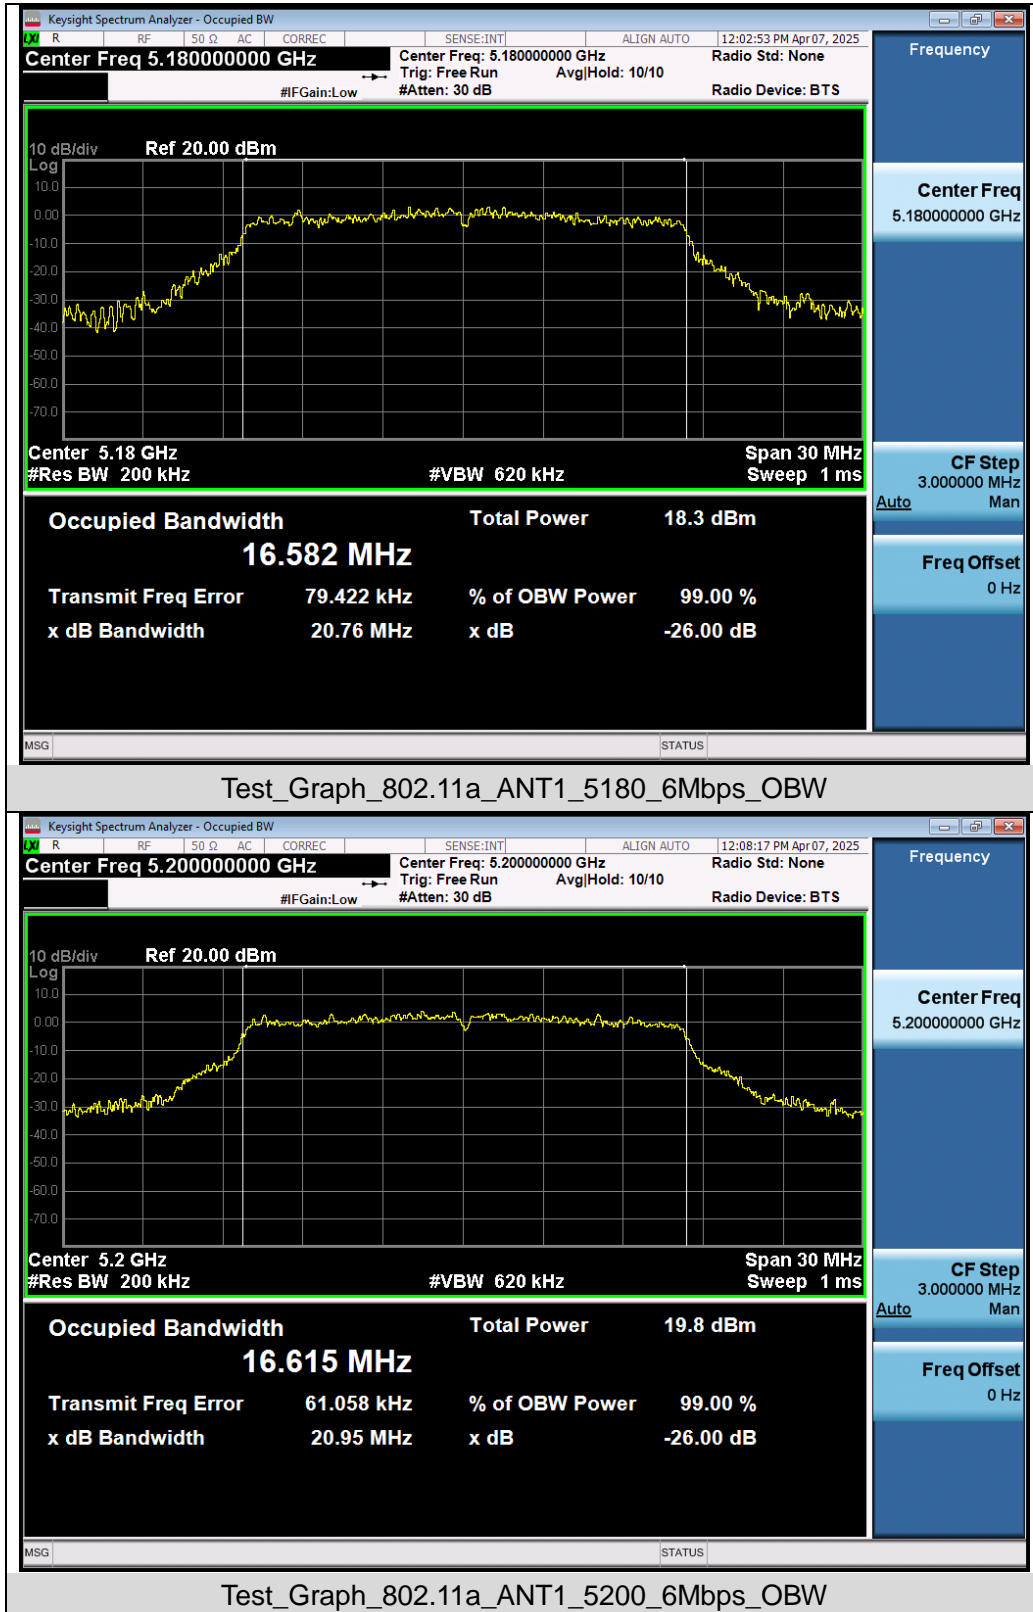 Keysight Spectrum Analyzer - Occupied BW
LXI R RF 50 Ω AC CORREC SENSE:INT ALIGN AUTO 12:02:53 PM Apr 07, 2025
Center Freq 5.180000000 GHz Center Freq: 5.180000000 GHz Radio Std: None Frequency
Trig: Free Run Avg|Hold: 10/10
#IFGain:Low #Atten: 30 dB Radio Device: BTS
10 dB/div Ref 20.00 dBm
Log
10.0
0.00
-10.0
-20.0
-30.0
-40.0
-50.0
-60.0
-70.0
Center 5.18 GHz Span 30 MHz
#Res BW 200 kHz #VBW 620 kHz Sweep 1 ms
Center Freq
5.180000000 GHz
CF Step
3.000000 MHz
Auto Man
Freq Offset
0 Hz
Occupied Bandwidth Total Power 18.3 dBm
16.582 MHz
Transmit Freq Error 79.422 kHz % of OBW Power 99.00 %
x dB Bandwidth 20.76 MHz x dB -26.00 dB
MSG STATUS
Test_Graph_802.11a_ANT1_5180_6Mbps_OBW
Keysight Spectrum Analyzer - Occupied BW
LXI R RF 50 Ω AC CORREC SENSE:INT ALIGN AUTO 12:08:17 PM Apr 07, 2025
Center Freq 5.200000000 GHz Center Freq: 5.200000000 GHz Radio Std: None Frequency
Trig: Free Run Avg|Hold: 10/10
#IFGain:Low #Atten: 30 dB Radio Device: BTS
10 dB/div Ref 20.00 dBm
Log
10.0
0.00
-10.0
-20.0
-30.0
-40.0
-50.0
-60.0
-70.0
Center 5.2 GHz Span 30 MHz
#Res BW 200 kHz #VBW 620 kHz Sweep 1 ms
Center Freq
5.200000000 GHz
CF Step
3.000000 MHz
Auto Man
Freq Offset
0 Hz
Occupied Bandwidth Total Power 19.8 dBm
16.615 MHz
Transmit Freq Error 61.058 kHz % of OBW Power 99.00 %
x dB Bandwidth 20.95 MHz x dB -26.00 dB
MSG STATUS
Test_Graph_802.11a_ANT1_5200_6Mbps_OBW